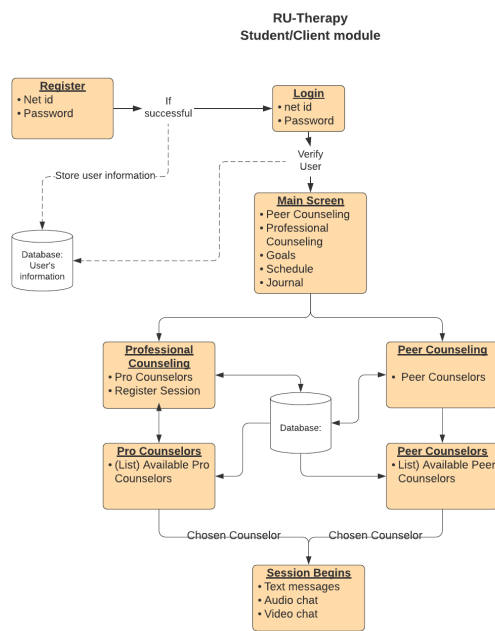 RU-Therapy
Student/Client module
Register
• Net id
• Password
If
successful
Login
• net id
• Password
Verify
User
Store user information
Database:
User's
information
Main Screen
• Peer Counseling
• Professional
Counseling
• Goals
• Schedule
• Journal
Professional
Counseling
• Pro Counselors
• Register Session
Peer Counseling
• Peer Counselors
Database:
Pro Counselors
• (List) Available Pro
Counselors
Peer Counselors
• List) Available Peer
Counselors
Chosen Counselor
Chosen Counselor
Session Begins
• Text messages
• Audio chat
• Video chat